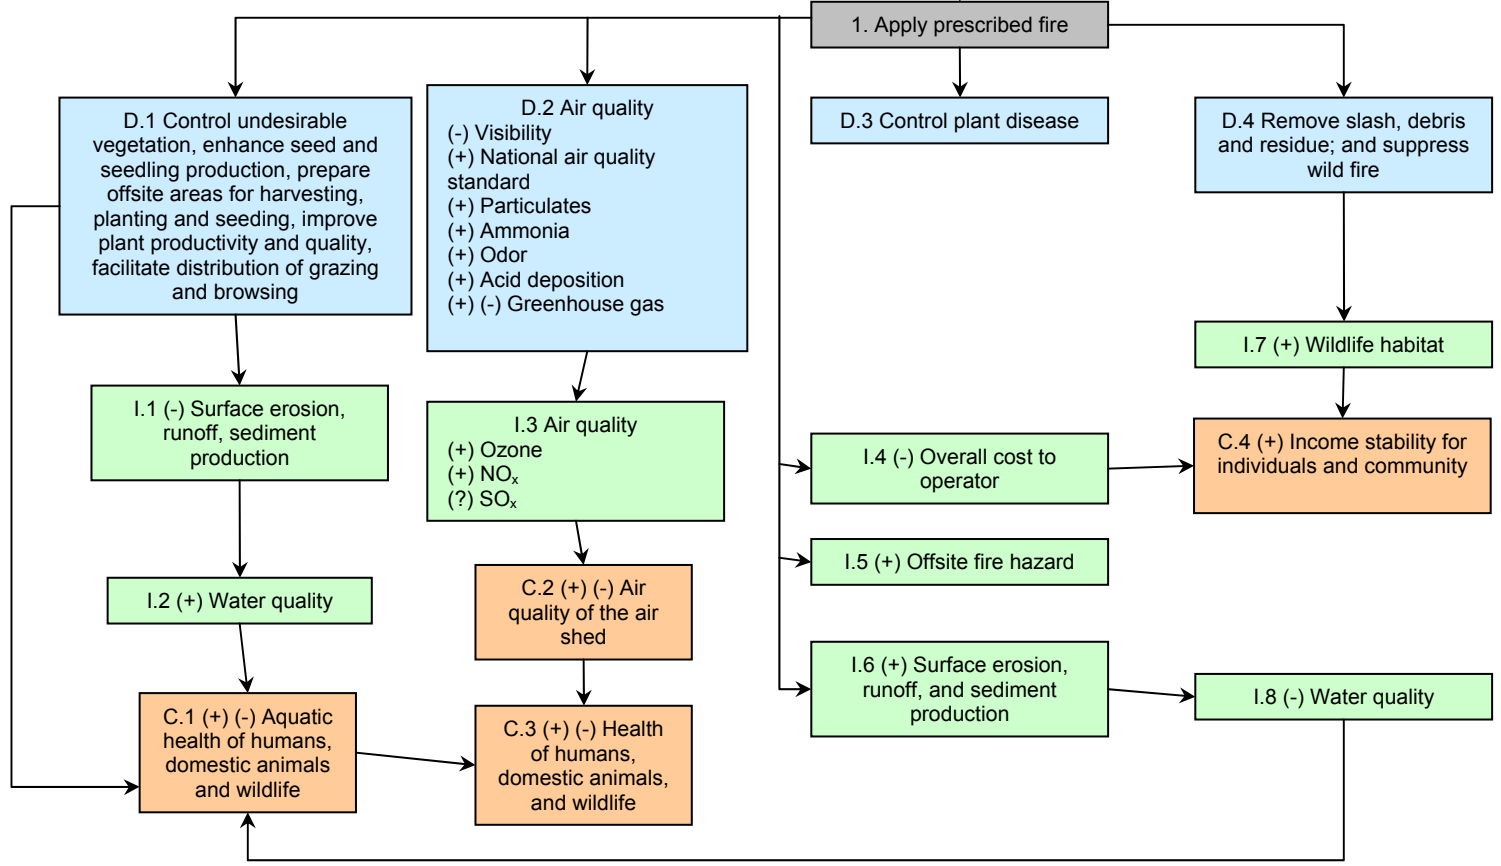 1. Apply prescribed fire
D.1 Control undesirable
vegetation, enhance seed and
seedling production, prepare
offsite areas for harvesting,
planting and seeding, improve
plant productivity and quality,
facilitate distribution of grazing
and browsing
D.2 Air quality
(-) Visibility
(+) National air quality
standard
(+) Particulates
(+) Ammonia
(+) Odor
(+) Acid deposition
(+) (-) Greenhouse gas
D.3 Control plant disease
D.4 Remove slash, debris
and residue; and suppress
wild fire
I.1 (-) Surface erosion,
runoff, sediment
production
I.3 Air quality
(+) Ozone
(+) NOₓ
(?) SOₓ
I.7 (+) Wildlife habitat
I.4 (-) Overall cost to
operator
C.4 (+) Income stability for
individuals and community
I.5 (+) Offsite fire hazard
I.2 (+) Water quality
C.2 (+) (-) Air
quality of the air
shed
I.6 (+) Surface erosion,
runoff, and sediment
production
I.8 (-) Water quality
C.1 (+) (-) Aquatic
health of humans,
domestic animals
and wildlife
C.3 (+) (-) Health
of humans,
domestic animals,
and wildlife